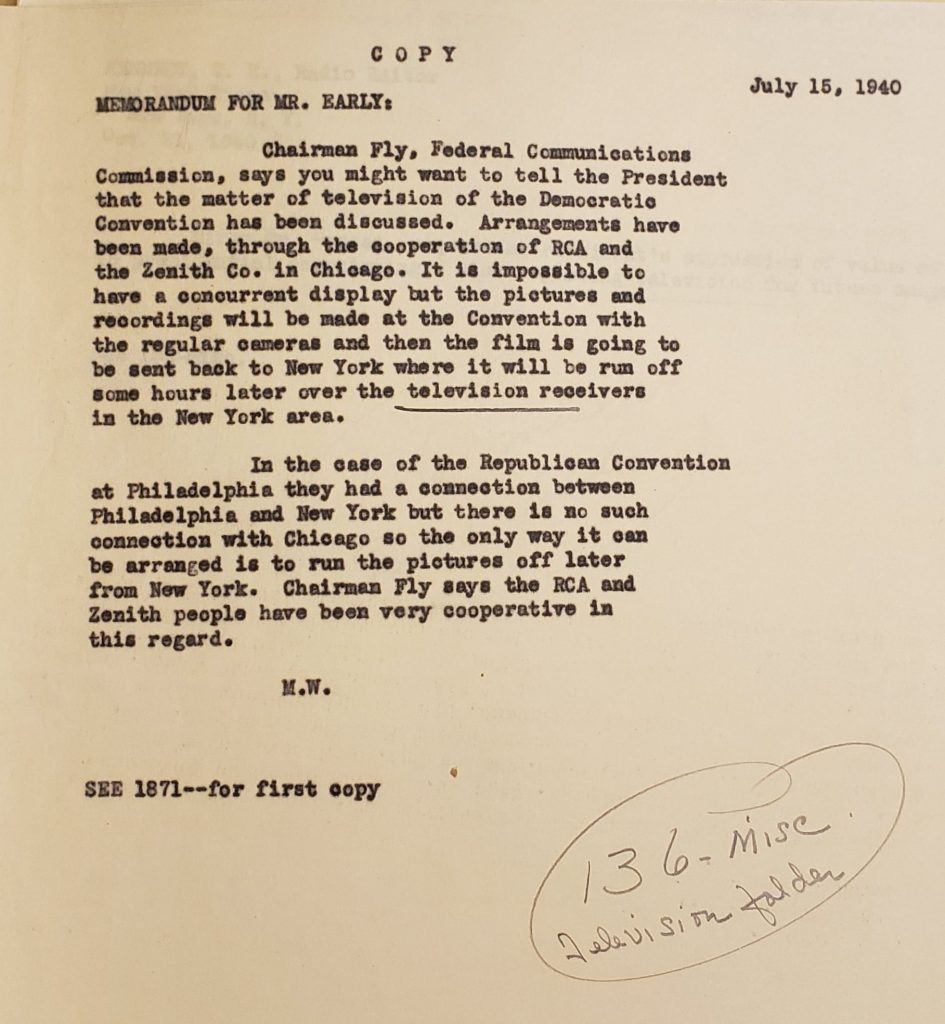 COPY
July 15, 1940
MEMORANDUM FOR MR. EARLY:
Chairman Fly, Federal Communications
Commission, says you might want to tell the President
that the matter of television of the Democratic
Convention has been discussed. Arrangements have
been made, through the cooperation of RCA and
the Zenith Co. in Chicago. It is impossible to
have a concurrent display but the pictures and
recordings will be made at the Convention with
the regular cameras and then the film is going to
be sent back to New York where it will be run off
some hours later over the television receivers
in the New York area.
In the case of the Republican Convention
at Philadelphia they had a connection between
Philadelphia and New York but there is no such
connection with Chicago so the only way it can
be arranged is to run the pictures off later
from New York. Chairman Fly says the RCA and
Zenith people have been very cooperative in
this regard.
M.W.
SEE 1871--for first copy
136-Misc.
Television folder